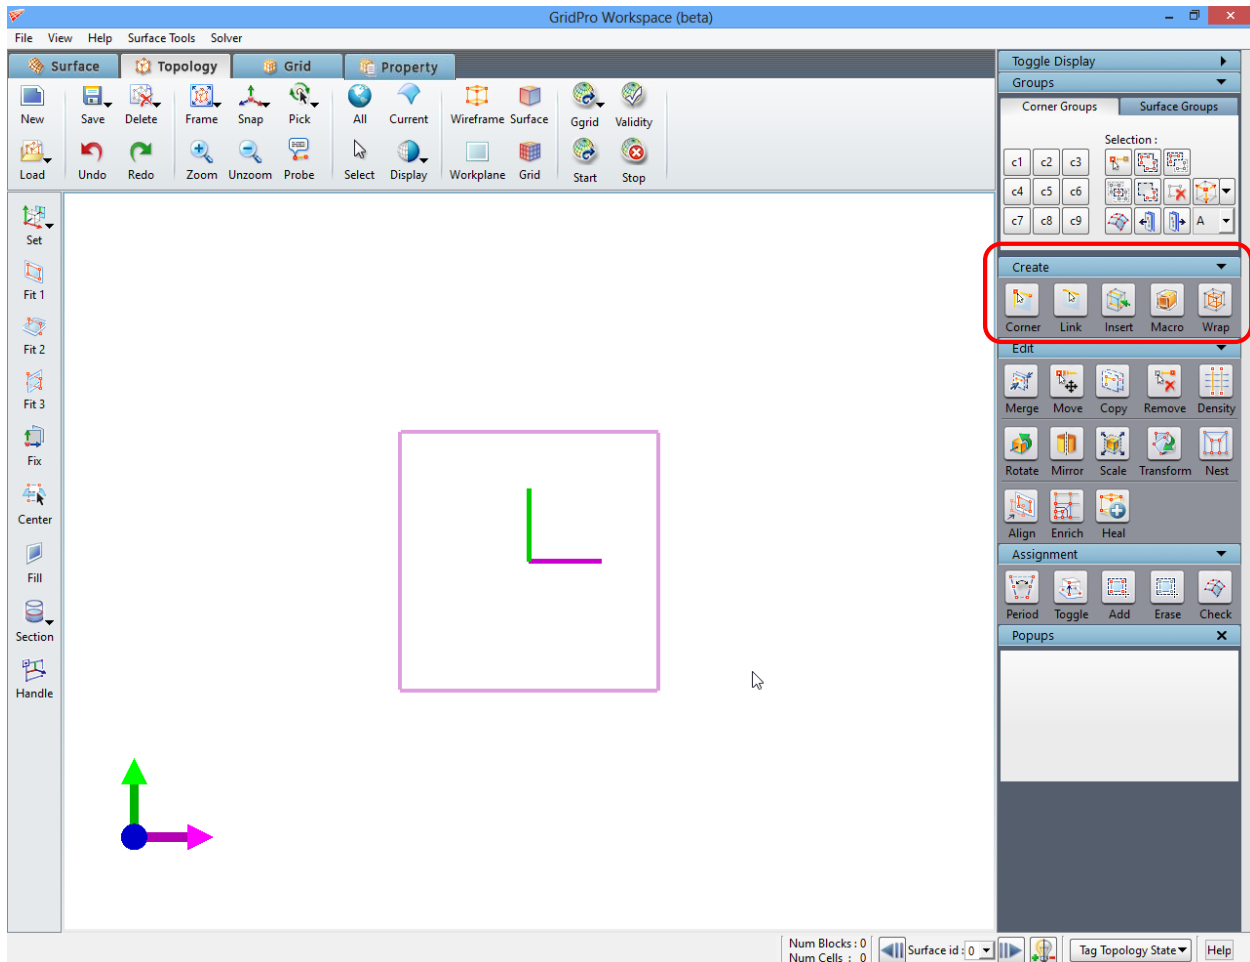 GridPro Workspace (beta)
File View Help Surface Tools Solver
Surface Topology Grid Property
New Save Delete Frame Snap Pick All Current Wireframe Surface Ggrid Validity
Load Undo Redo Zoom Unzoom Probe Select Display Workplane Grid Start Stop
Set
Fit 1
Fit 2
Fit 3
Fix
Center
Fill
Section
Handle
Toggle Display
Groups
Corner Groups Surface Groups
Selection :
c1 c2 c3
c4 c5 c6
c7 c8 c9 A
Create
Corner Link Insert Macro Wrap
Edit
Merge Move Copy Remove Density
Rotate Mirror Scale Transform Nest
Align Enrich Heal
Assignment
Period Toggle Add Erase Check
Popups
Num Blocks : 0
Num Cells : 0
Surface id : 0
Tag Topology State
Help